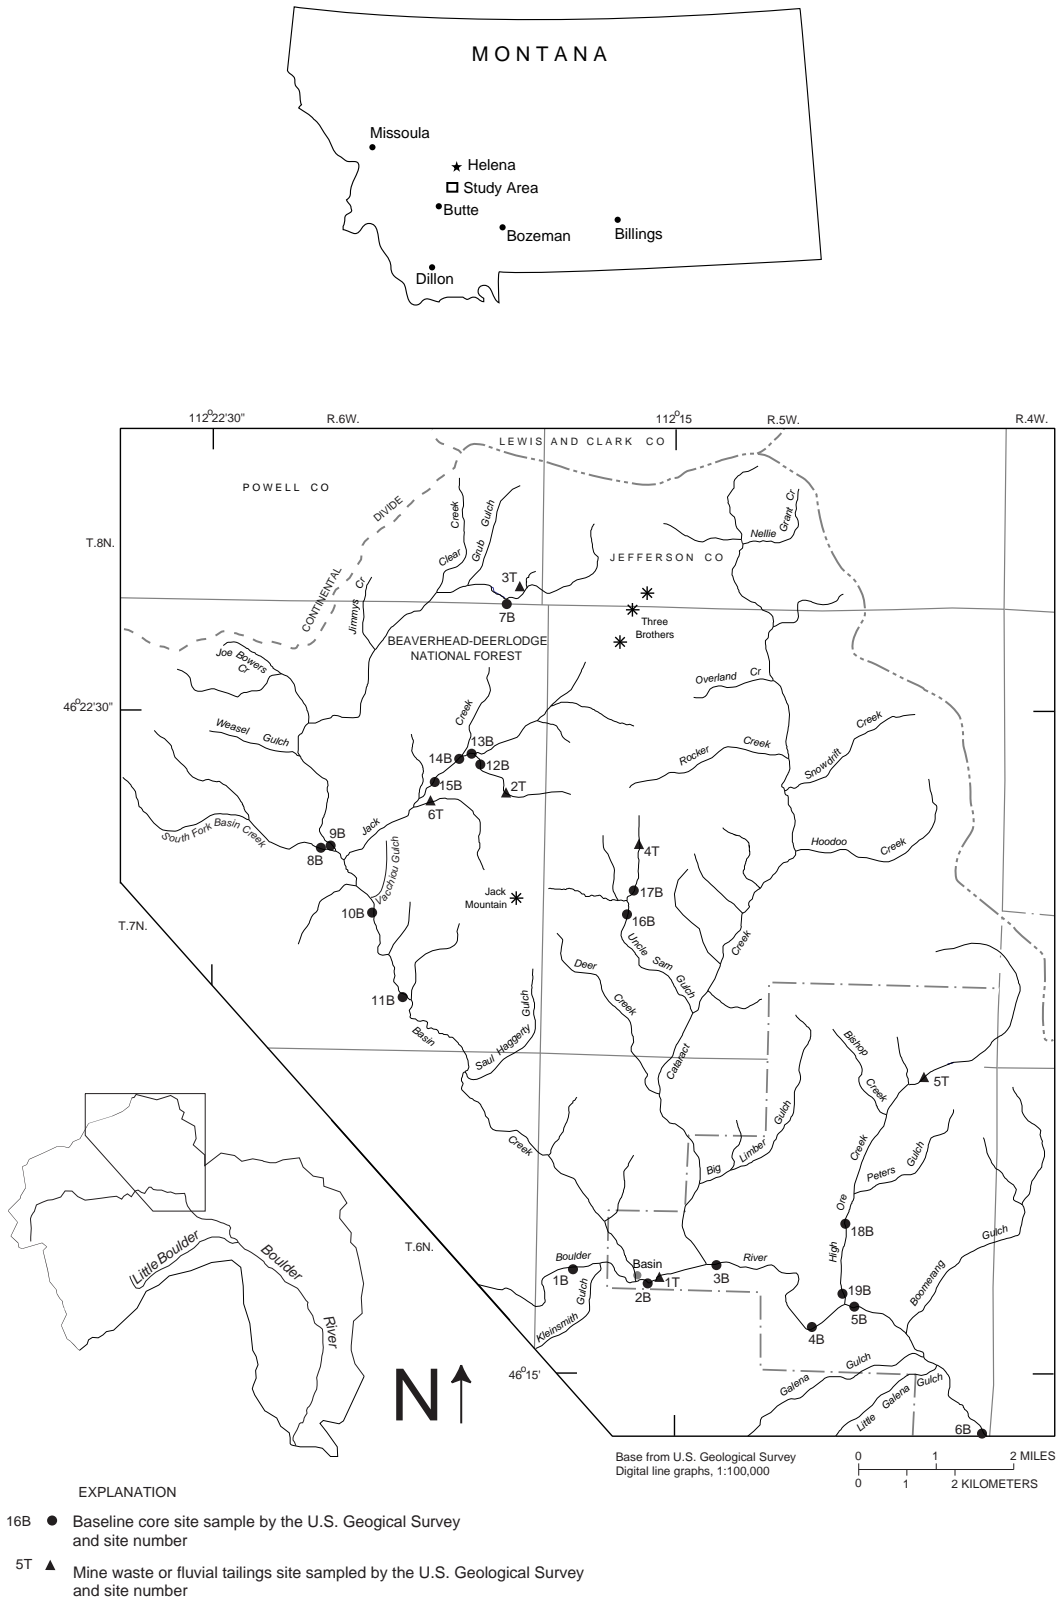 MONTANA
Missoula
Helena
Study Area
Butte
Bozeman
Billings
Dillon
112°22'30"
R.6W.
112°15
R.5W.
R.4W.
LEWIS AND CLARK CO
POWELL CO
DIVIDE
CONTINENTAL
T.8N.
Clear Creek
Grub Gulch
Nellie Grant Cr
JEFFERSON CO
3T
7B
Jimmys Cr
Three
Brothers
BEAVERHEAD-DEERLODGE
NATIONAL FOREST
Joe Bowers
Cr
Overland Cr
46°22'30"
Weasel Gulch
Creek
Snowdrift Creek
Rocker Creek
13B
14B
12B
15B
2T
6T
Jack
South Fork Basin Creek
9B
8B
Vacchiou Gulch
Hoodoo Creek
4T
17B
16B
Jack
Mountain
10B
T.7N.
Uncle Sam Gulch
Creek
Deer Creek
11B
Basin
Saul Haggerty Gulch
Cataract
Bishop Creek
5T
Creek
Big Limber Gulch
Peters Gulch
High Ore Creek
18B
Little Boulder
Boulder
River
T.6N.
Boulder
1B
Basin
1T
2B
3B
River
Kleinsmith Gulch
19B
5B
4B
Boomerang Gulch
Galena Gulch
Little Galena Gulch
6B
46°15'
N
Base from U.S. Geological Survey
Digital line graphs, 1:100,000
0 1 2 MILES
0 1 2 KILOMETERS
EXPLANATION
16B Baseline core site sample by the U.S. Geogical Survey
and site number
5T Mine waste or fluvial tailings site sampled by the U.S. Geological Survey
and site number